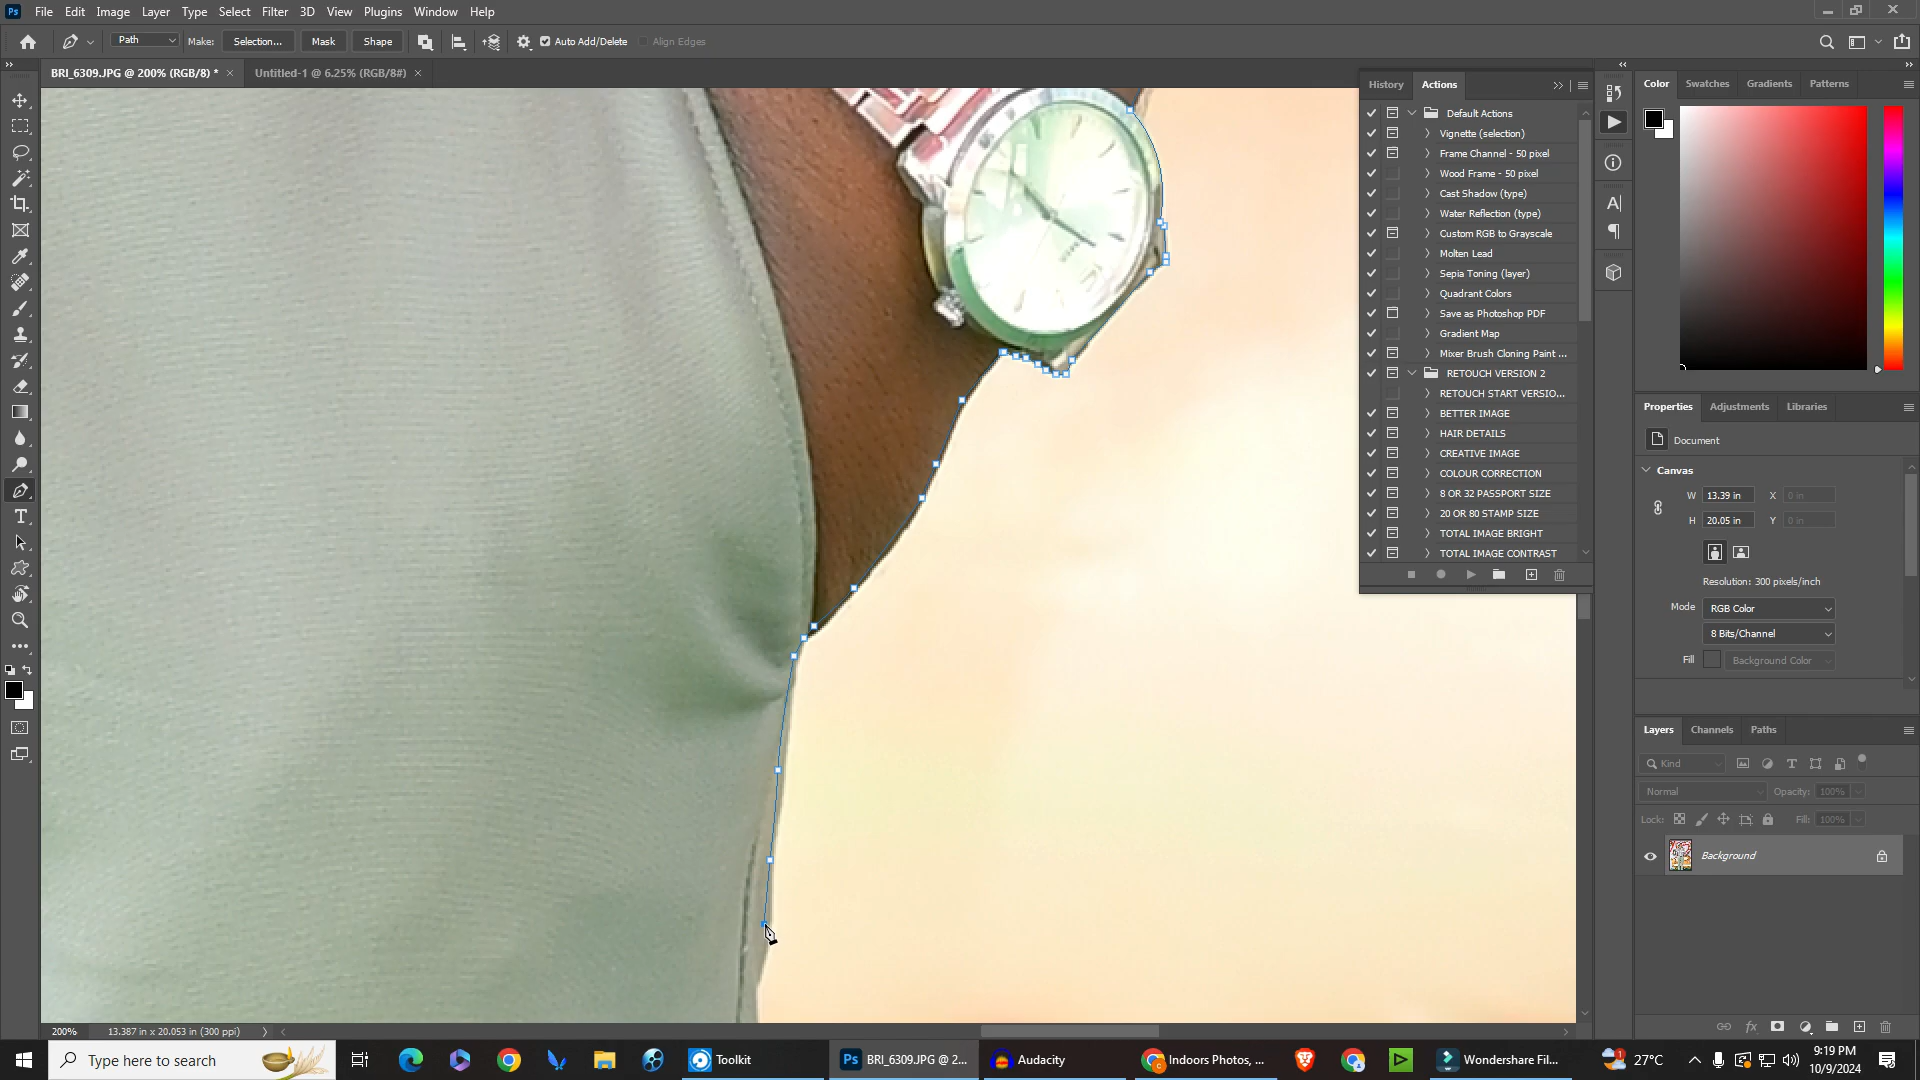 Ps File Edit Image Layer Type Select Filter 3D View Plugins Window Help
Path Make: Selection... Mask Shape Auto Add/Delete Align Edges
BRI_6309.JPG @ 200% (RGB/8) * × Untitled-1 @ 6.25% (RGB/8#) ×
History Actions
Default Actions
Vignette (selection)
Frame Channel - 50 pixel
Wood Frame - 50 pixel
Cast Shadow (type)
Water Reflection (type)
Custom RGB to Grayscale
Molten Lead
Sepia Toning (layer)
Quadrant Colors
Save as Photoshop PDF
Gradient Map
Mixer Brush Cloning Paint ...
RETOUCH VERSION 2
RETOUCH START VERSIO...
BETTER IMAGE
HAIR DETAILS
CREATIVE IMAGE
COLOUR CORRECTION
8 OR 32 PASSPORT SIZE
20 OR 80 STAMP SIZE
TOTAL IMAGE BRIGHT
TOTAL IMAGE CONTRAST
Color Swatches Gradients Patterns
Properties Adjustments Libraries
Document
Canvas
W 13.39 in X 0 in
H 20.05 in Y 0 in
Resolution: 300 pixels/inch
Mode RGB Color
8 Bits/Channel
Fill Background Color
Layers Channels Paths
Kind
Normal Opacity: 100%
Lock: Fill: 100%
Background
200% 13.387 in x 20.053 in (300 ppi)
Type here to search Toolkit Ps BRI_6309.JPG @ 2... Audacity Indoors Photos, ... Wondershare Fil... 27°C 9:19 PM
10/9/2024